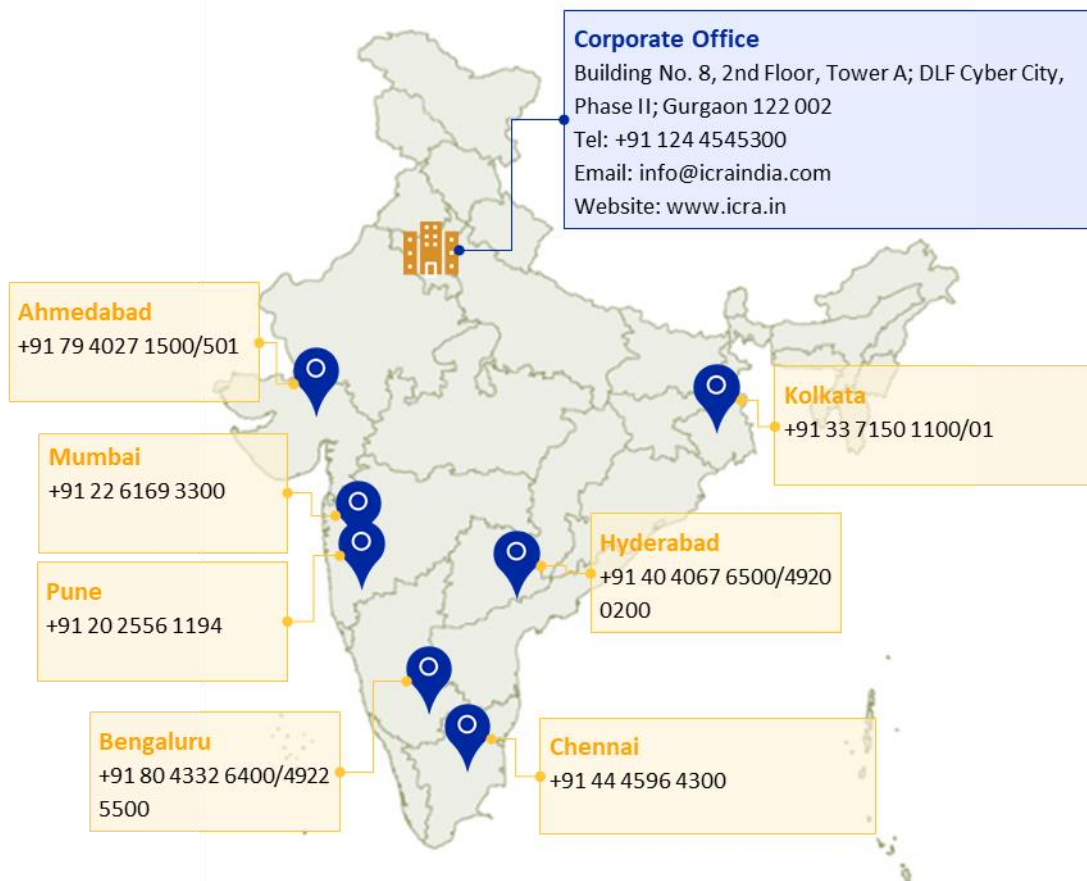 Corporate Office
Building No. 8, 2nd Floor, Tower A; DLF Cyber City,
Phase II; Gurgaon 122 002
Tel: +91 124 4545300
Email: info@icraindia.com
Website: www.icra.in
Ahmedabad
+91 79 4027 1500/501
Kolkata
+91 33 7150 1100/01
Mumbai
+91 22 6169 3300
Hyderabad
+91 40 4067 6500/4920
0200
Pune
+91 20 2556 1194
Bengaluru
+91 80 4332 6400/4922
5500
Chennai
+91 44 4596 4300